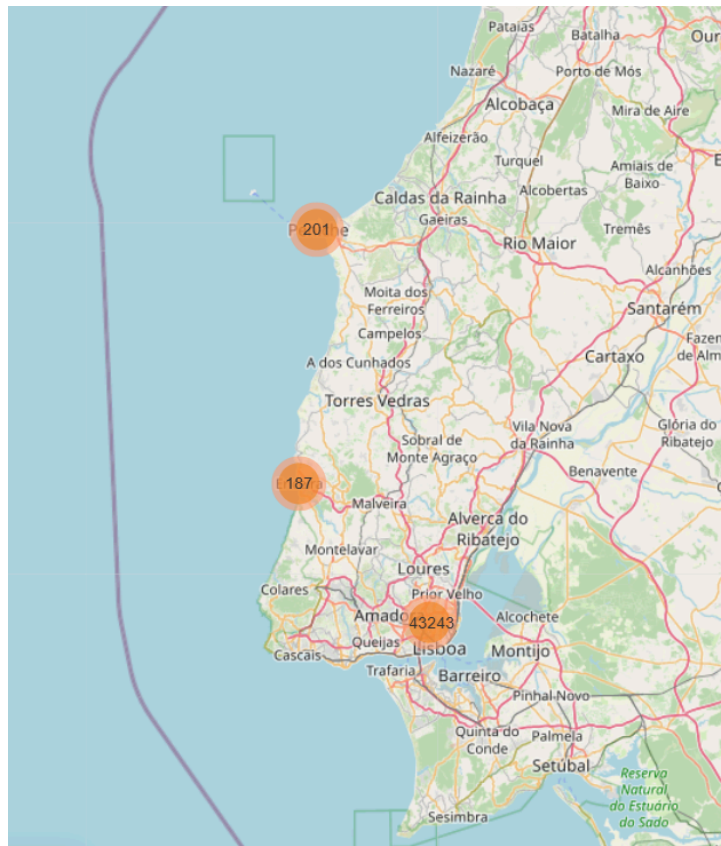 Pataias
Batalha
Our
Nazaré
Porto de Mós
Alcobaça
Mira de Aire
Alfeizerão
Turquel
Amiais de
Baixo
Alcobertas
Caldas da Rainha
Gaeiras
201
Tremês
Rio Maior
Alcanhões
Moita dos
Ferreiros
Santarém
Campelos
Fazem
de Alm
Cartaxo
A dos Cunhados
Torres Vedras
Vila Nova
da Rainha
Glória do
Ribatejo
Sobral de
Monte Agraço
Benavente
187
Malveira
Alverca do
Ribatejo
Montelavar
Loures
Colares
Prior Velho
Amado
43243
Alcochete
Queijas
Lisboa
Montijo
Cascais
Trafaria
Barreiro
Pinhal Novo
Quinta do
Conde
Palmela
Setúbal
Reserva
Natural
do Estuário
do Sado
Sesimbra